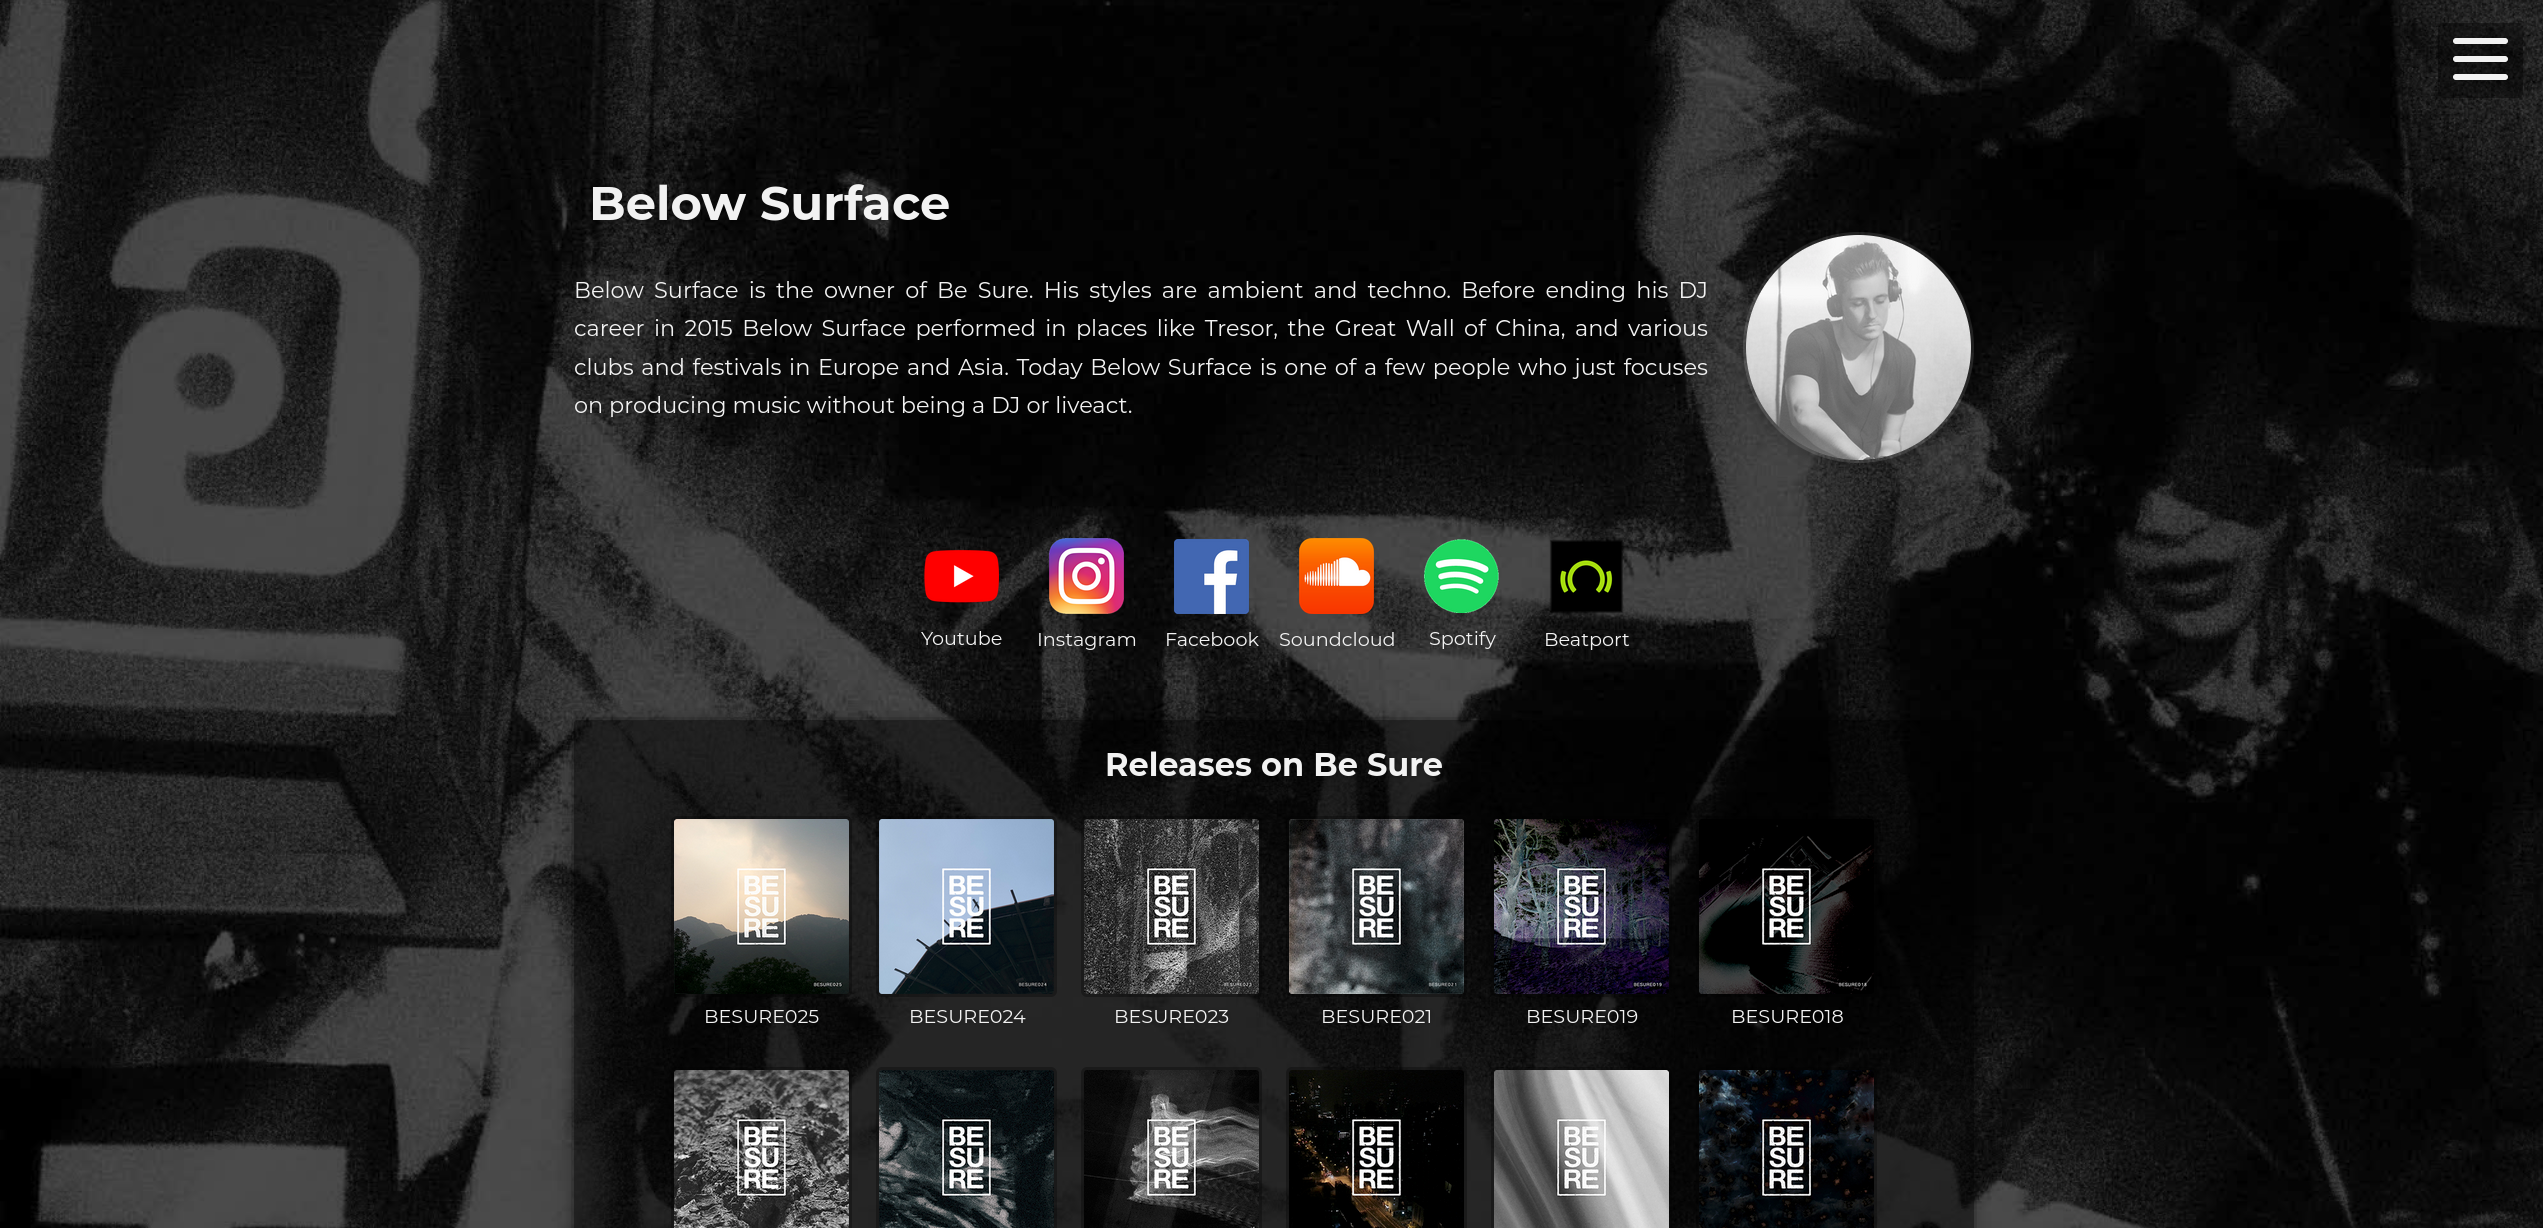 Below Surface
Below Surface is the owner of Be Sure. His styles are ambient and techno. Before ending his DJ
career in 2015 Below Surface performed in places like Tresor, the Great Wall of China, and various
clubs and festivals in Europe and Asia. Today Below Surface is one of a few people who just focuses
on producing music without being a DJ or liveact.
Youtube
Instagram
Facebook
Soundcloud
Spotify
Beatport
Releases on Be Sure
BE
SU
RE
BESURE025
BE
SU
RE
BESURE024
BE
SU
RE
BESURE023
BE
SU
RE
BESURE021
BE
SU
RE
BESURE019
BE
SU
RE
BESURE018
BESURE025
BESURE024
BESURE023
BESURE021
BESURE019
BESURE018
BE
SU
RE
BE
SU
RE
BE
SU
RE
BE
SU
RE
BE
SU
RE
BE
SU
RE